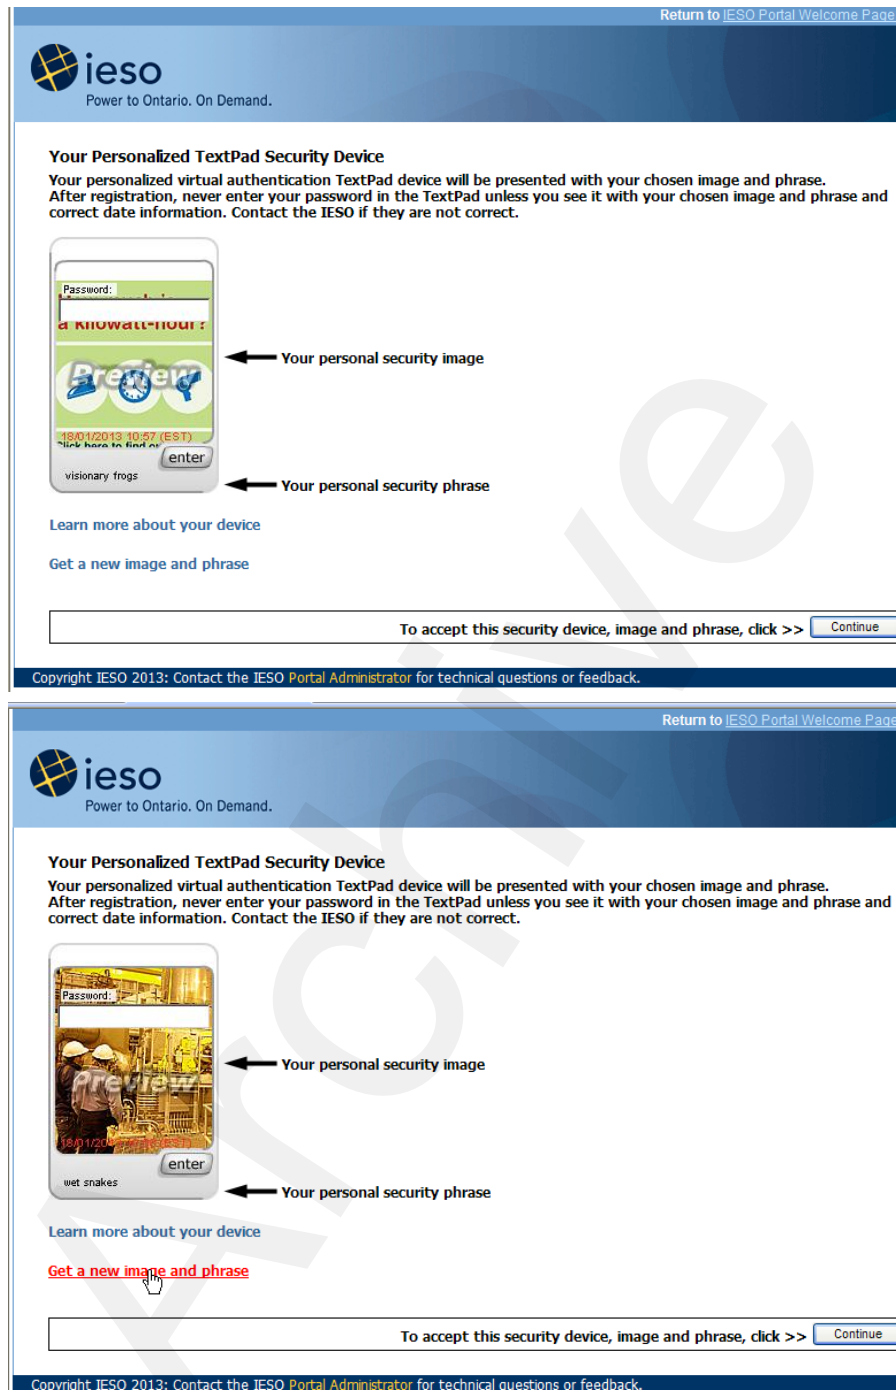 Return to IESO Portal Welcome Page
ieso
Power to Ontario. On Demand.
Your Personalized TextPad Security Device
Your personalized virtual authentication TextPad device will be presented with your chosen image and phrase.
After registration, never enter your password in the TextPad unless you see it with your chosen image and phrase and
correct date information. Contact the IESO if they are not correct.
Password:
a kilowatt-hour?
Preview
Your personal security image
18/01/2013 10:57 (EST)
Click here to find
enter
visionary frogs
Your personal security phrase
Learn more about your device
Get a new image and phrase
To accept this security device, image and phrase, click >> Continue
Copyright IESO 2013: Contact the IESO Portal Administrator for technical questions or feedback.
Return to IESO Portal Welcome Page
ieso
Power to Ontario. On Demand.
Your Personalized TextPad Security Device
Your personalized virtual authentication TextPad device will be presented with your chosen image and phrase.
After registration, never enter your password in the TextPad unless you see it with your chosen image and phrase and
correct date information. Contact the IESO if they are not correct.
Password:
Preview
Your personal security image
enter
wet snakes
Your personal security phrase
Learn more about your device
Get a new image and phrase
To accept this security device, image and phrase, click >> Continue
Copyright IESO 2013: Contact the IESO Portal Administrator for technical questions or feedback.
Archive